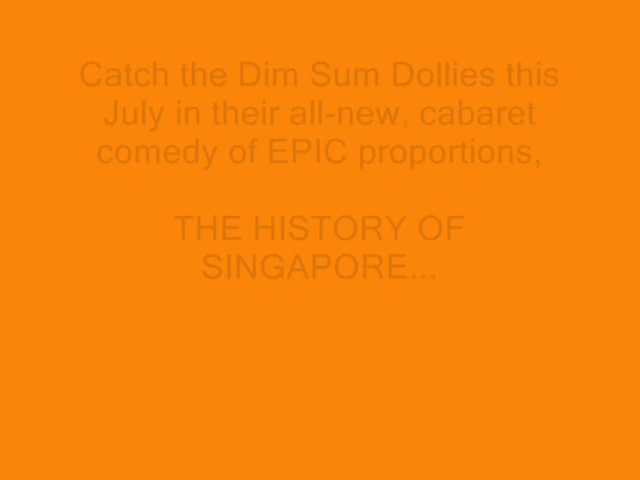 Catch the Dim Sum Dollies this
July in their all-new, cabaret
comedy of EPIC proportions,
THE HISTORY OF
SINGAPORE...